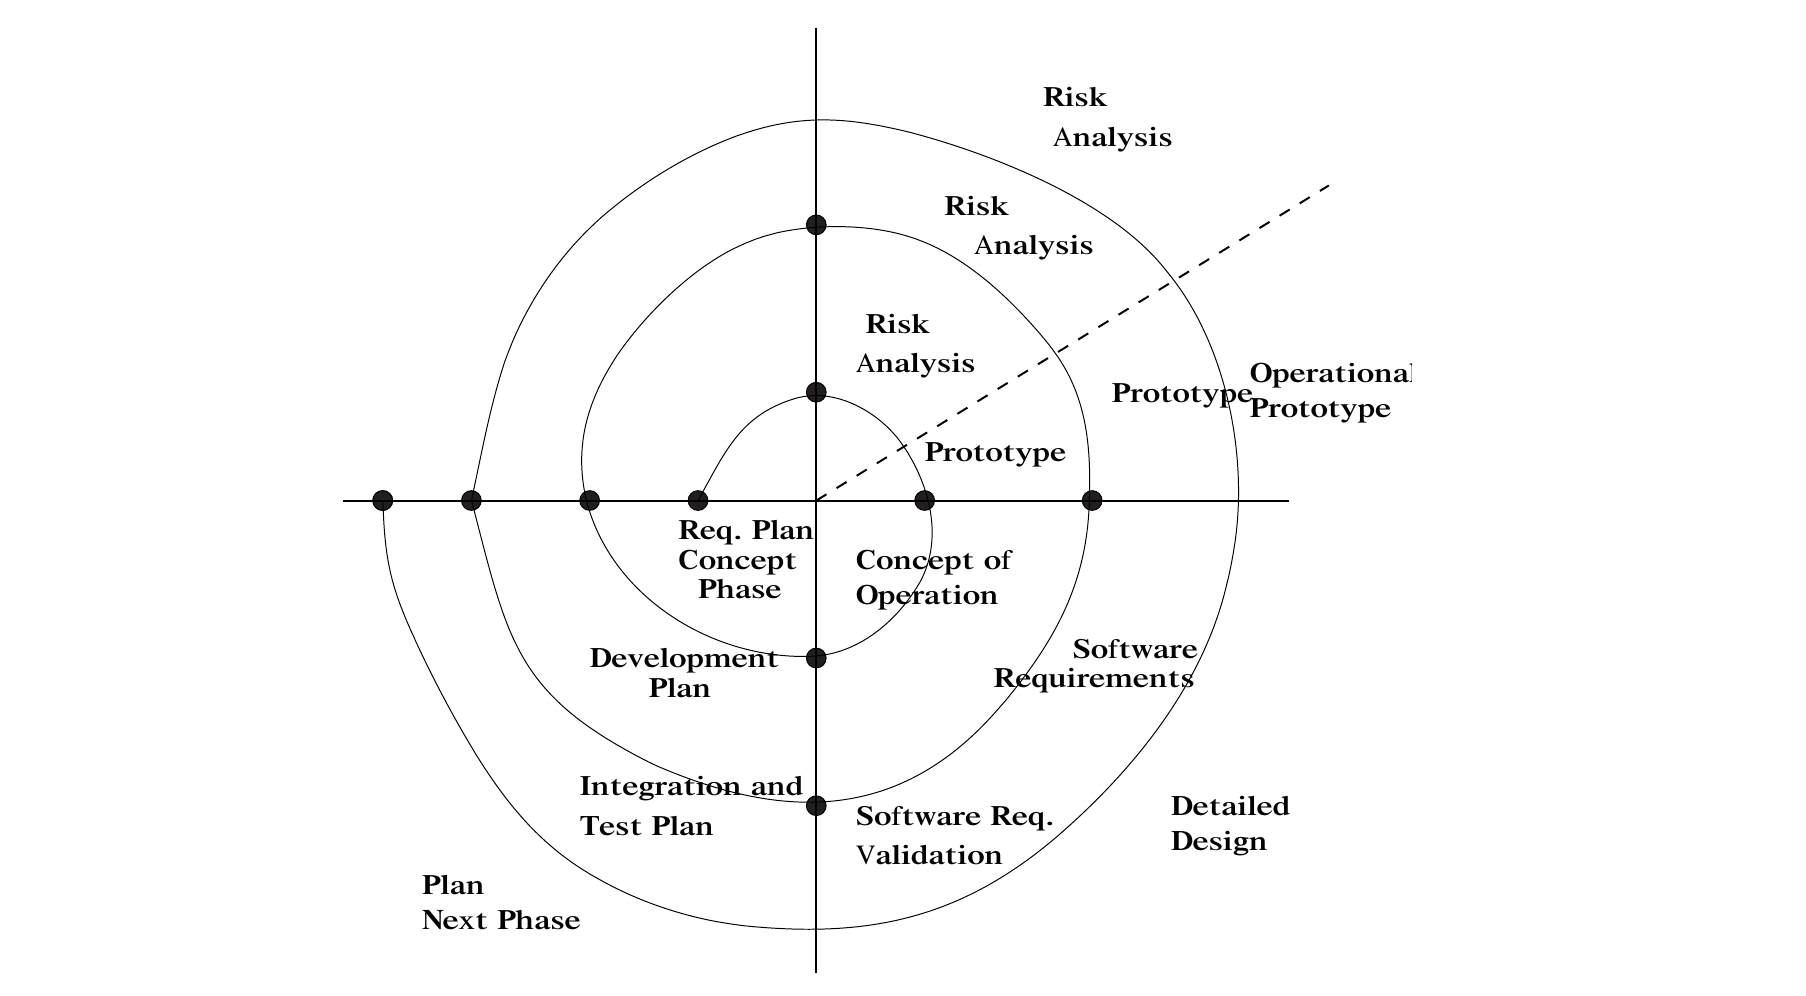 Risk
Analysis
Risk
Analysis
Risk
Analysis
Operational
Prototype
Prototype
Prototype
Req. Plan
Concept
Phase
Concept of
Operation
Development
Plan
Software
Requirements
Integration and
Test Plan
Software Req.
Validation
Detailed
Design
Plan
Next Phase